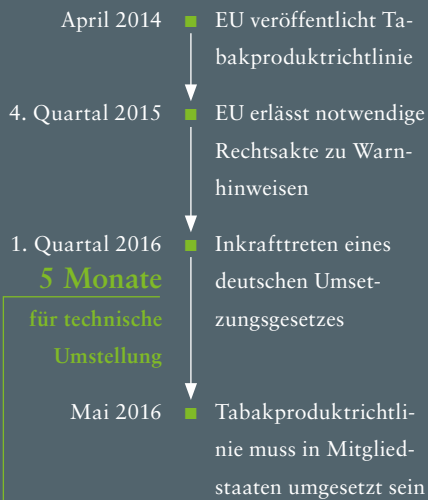 April 2014 EU veröffentlicht Ta-
bakproduktrichtlinie
4. Quartal 2015 EU erlässt notwendige
Rechtsakte zu Warn-
hinweisen
1. Quartal 2016 Inkrafttreten eines
5 Monate deutschen Umset-
für technische zungsgesetzes
Umstellung
Mai 2016 Tabakproduktrichtli-
nie muss in Mitglied-
staaten umgesetzt sein